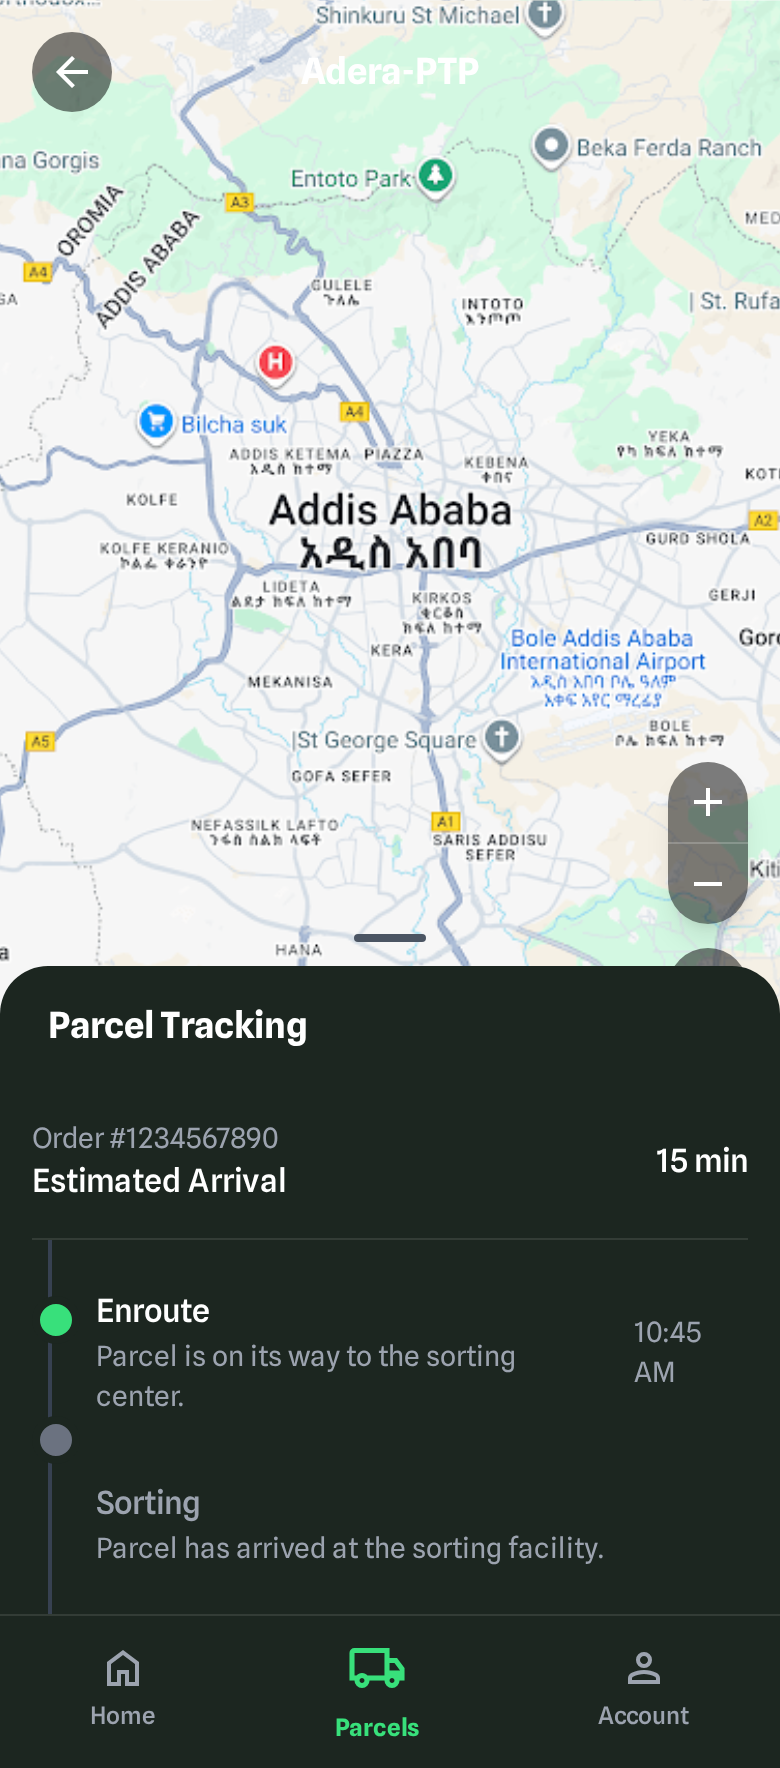 Shinkuru St Michael
Adera-PTP
na Gorgis
Beka Ferda Ranch
Entoto Park
OROMIA
ADDIS ABABA
A3
MED
A4
GA
GULELE
ጉለሌ
INTOTO
እንጦጦ
| St. Rufa
H
A4
Bilcha suk
ADDIS KETEMA
አዲስ ከተማ
PIAZZA
KEBENA
ቀበና
YEKA
የካ ክፍለ ከተማ
KOT
KOLFE
Addis Ababa
አዲስ አበባ
A2
GURD SHOLA
KOLFE KERANIO
ኮልፌ ቀራንዮ
LIDETA
ልደታ ክፍለ ከተማ
KIRKOS
ቂርቆስ
ክፍለ ከተማ
GERJI
KERA
Bole Addis Ababa
International Airport
አዲስ አበባ ቦሌ ዓለም
አቀፍ አየር ማረፊያ
Goro
MEKANISA
A5
|St George Square
BOLE
ቦሌ ክፍለ ከተማ
GOFA SEFER
NEFASSILK LAFTO
ንፋስ ስልክ ላፍቶ
A1
SARIS ADDISU
SEFER
Kiti
HANA
a
Parcel Tracking
Order #1234567890
Estimated Arrival
15 min
Enroute
Parcel is on its way to the sorting
center.
10:45
AM
Sorting
Parcel has arrived at the sorting facility.
Home
Parcels
Account